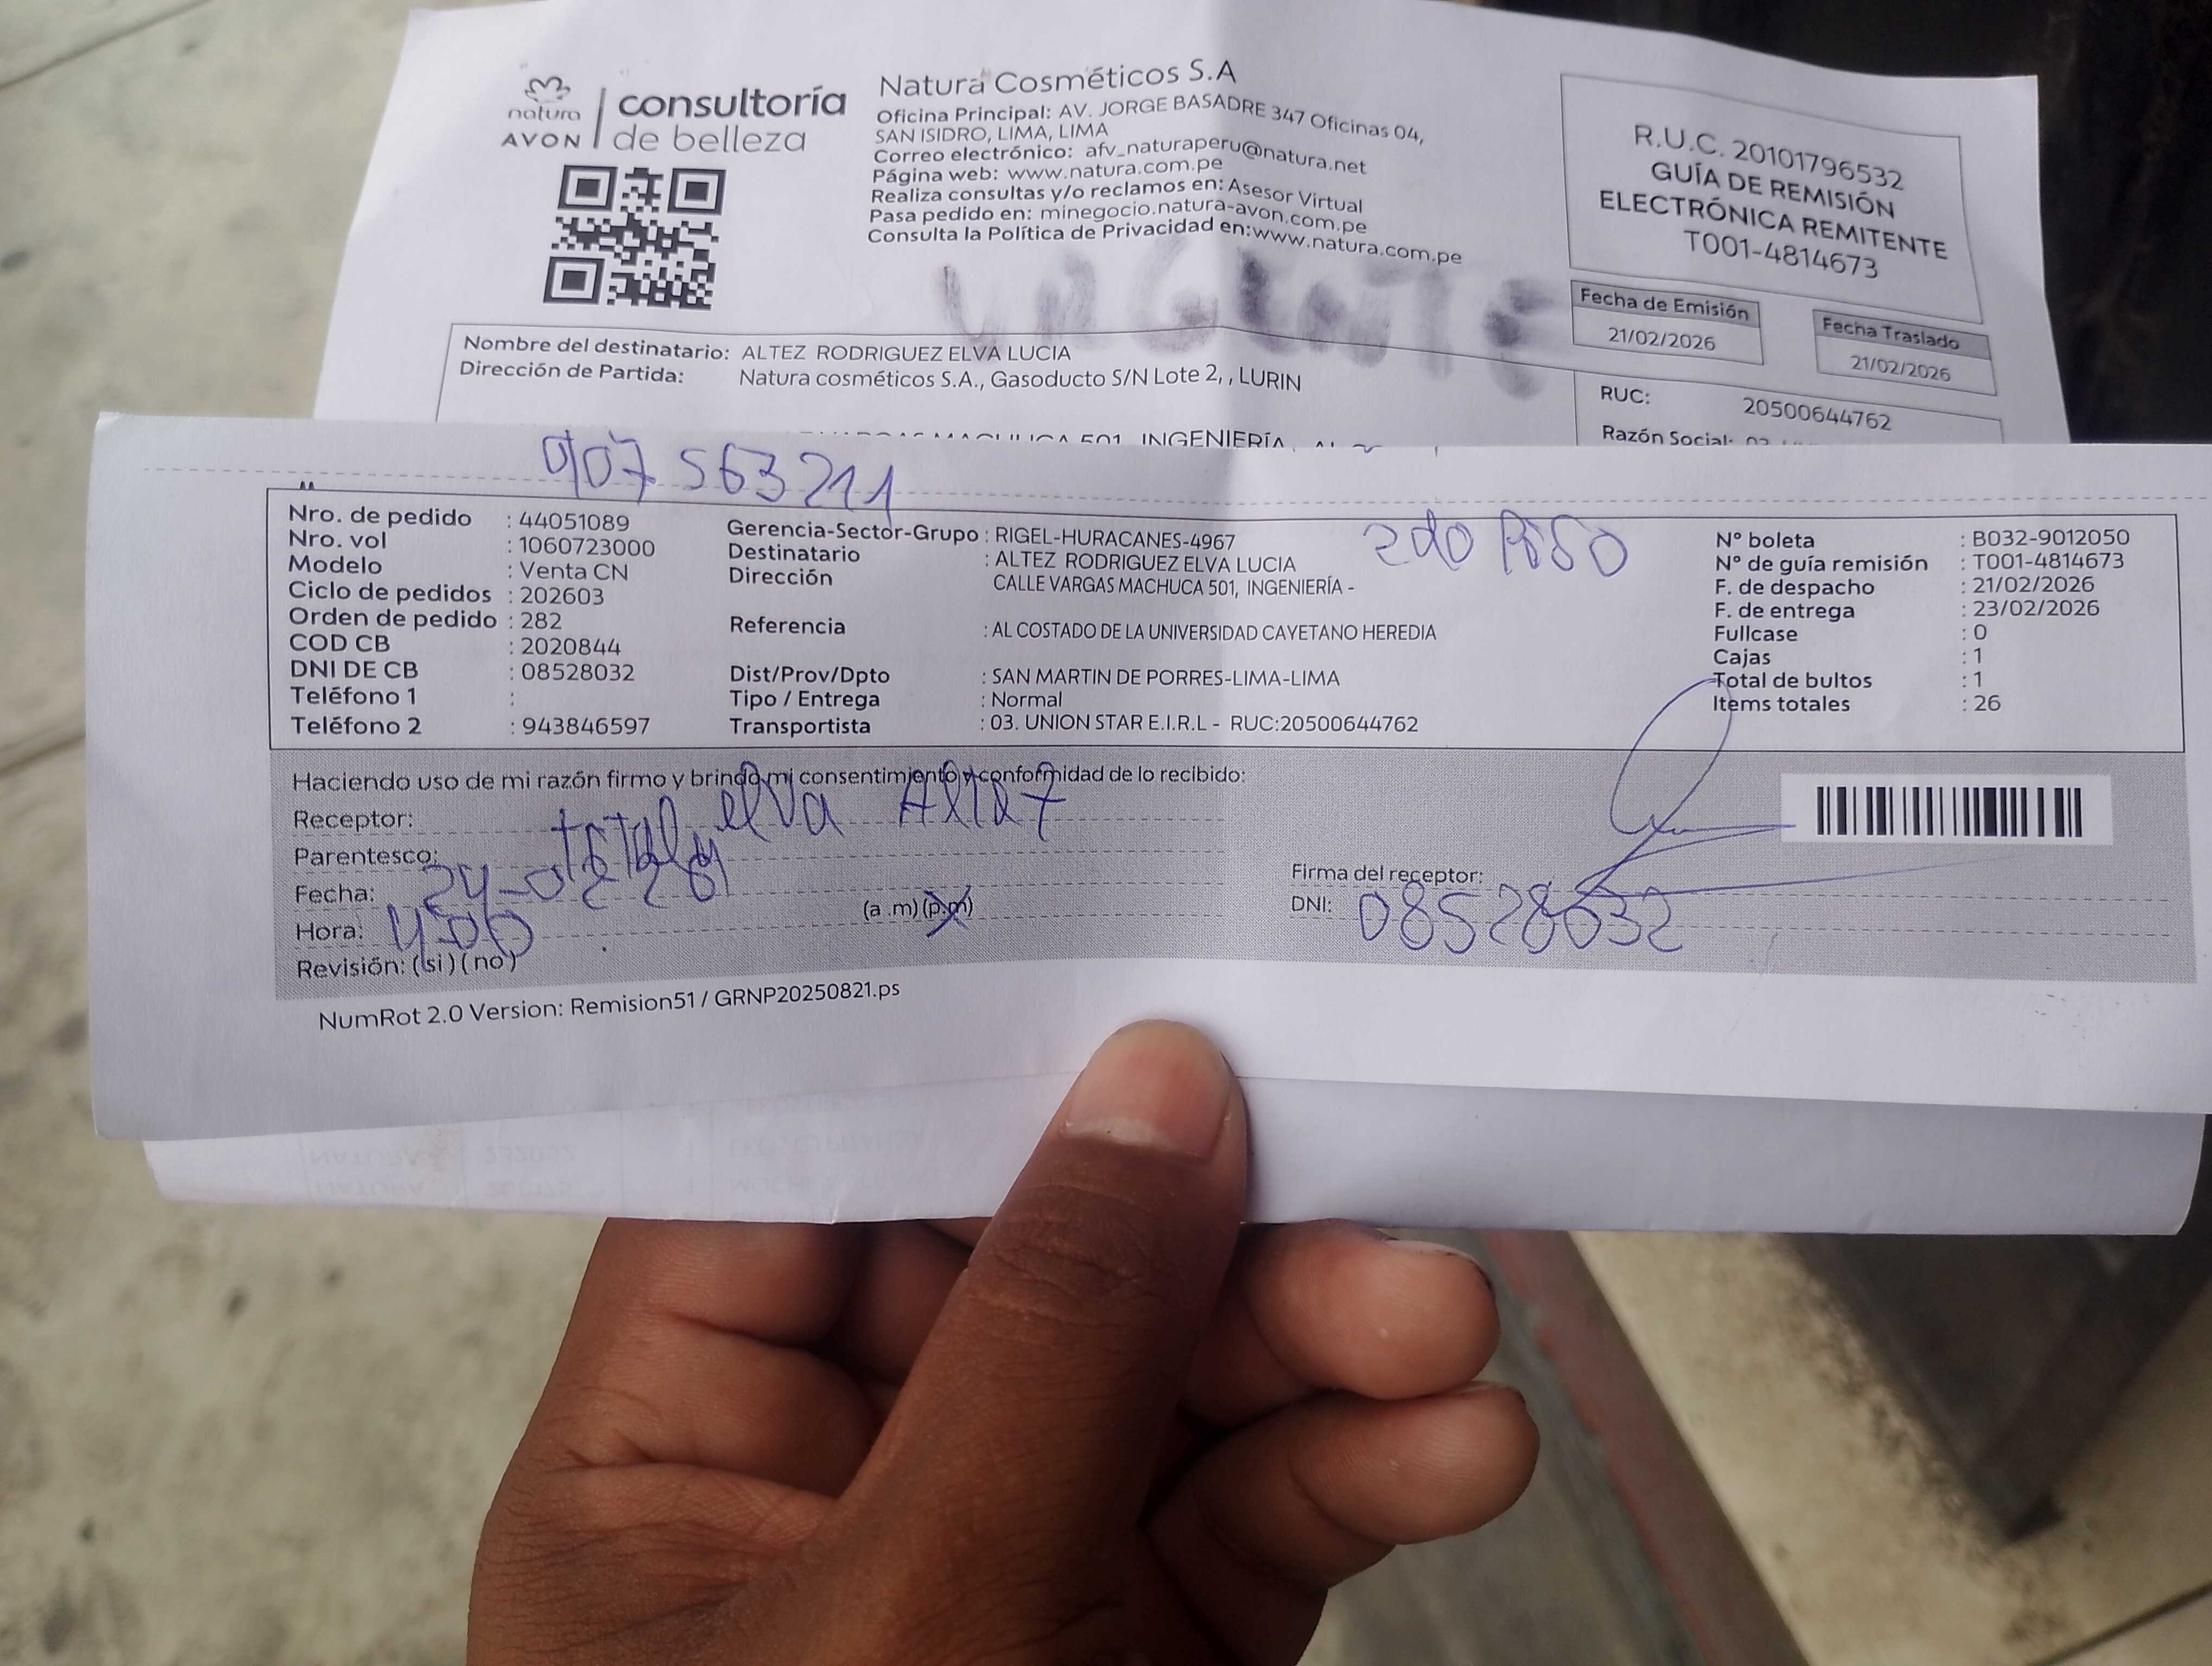 natura
AVON
consultoría
de belleza
Natura Cosméticos S.A
Oficina Principal: AV. JORGE BASADRE 347 Oficinas 04,
SAN ISIDRO, LIMA, LIMA
Correo electrónico: afv_naturaperu@natura.net
Página web: www.natura.com.pe
Realiza consultas y/o reclamos en: Asesor Virtual
Pasa pedido en: minegocio.natura-avon.com.pe
Consulta la Política de Privacidad en:www.natura.com.pe
URGENTE
R.U.C. 20101796532
GUÍA DE REMISIÓN
ELECTRÓNICA REMITENTE
T001-4814673
Fecha de Emisión
21/02/2026
Fecha Traslado
21/02/2026
Nombre del destinatario: ALTEZ RODRIGUEZ ELVA LUCIA
Dirección de Partida: Natura cosméticos S.A., Gasoducto S/N Lote 2, , LURIN
RUC: 20500644762
Razón Social:
MACHUCA 501, INGENIERÍA
907563211
2do PISO
Nro. de pedido : 44051089
Nro. vol : 1060723000
Modelo : Venta CN
Ciclo de pedidos : 202603
Orden de pedido : 282
COD CB : 2020844
DNI DE CB : 08528032
Teléfono 1 :
Teléfono 2 : 943846597
Gerencia-Sector-Grupo : RIGEL-HURACANES-4967
Destinatario : ALTEZ RODRIGUEZ ELVA LUCIA
Dirección CALLE VARGAS MACHUCA 501, INGENIERÍA -
Referencia : AL COSTADO DE LA UNIVERSIDAD CAYETANO HEREDIA
Dist/Prov/Dpto : SAN MARTIN DE PORRES-LIMA-LIMA
Tipo / Entrega : Normal
Transportista : 03. UNION STAR E.I.R.L - RUC:20500644762
N° boleta : B032-9012050
N° de guía remisión : T001-4814673
F. de despacho : 21/02/2026
F. de entrega : 23/02/2026
Fullcase : 0
Cajas : 1
Total de bultos : 1
Items totales : 26
Haciendo uso de mi razón firmo y brindo mi consentimiento y conformidad de lo recibido:
Receptor: elva Altez
Parentesco: titular
Fecha: 24-02-26
Hora: 4:00 (a .m) (p.m)
Revisión: (si) (no)
Firma del receptor:
DNI: 08528032
NumRot 2.0 Version: Remision51 / GRNP20250821.ps